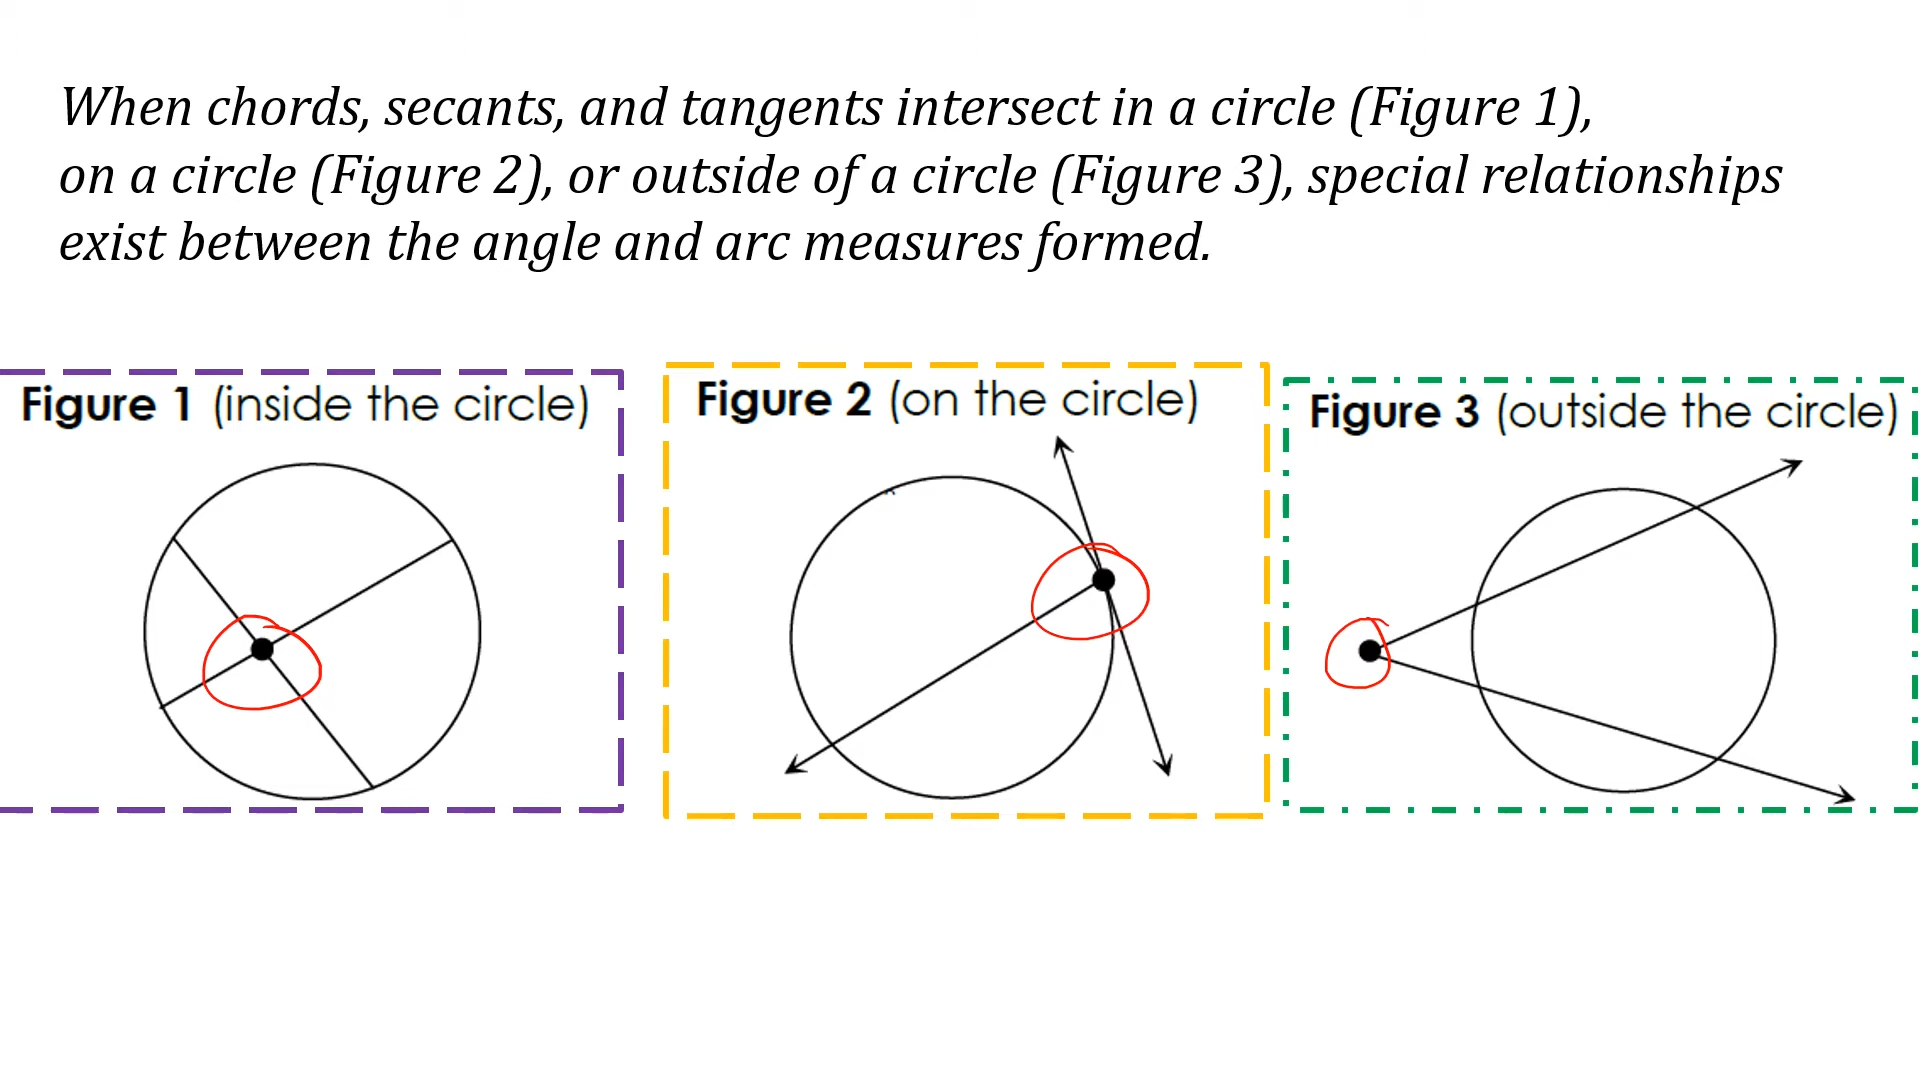 When chords, secants, and tangents intersect in a circle (Figure 1),
on a circle (Figure 2), or outside of a circle (Figure 3), special relationships
exist between the angle and arc measures formed.
Figure 1 (inside the circle)
Figure 2 (on the circle)
Figure 3 (outside the circle)